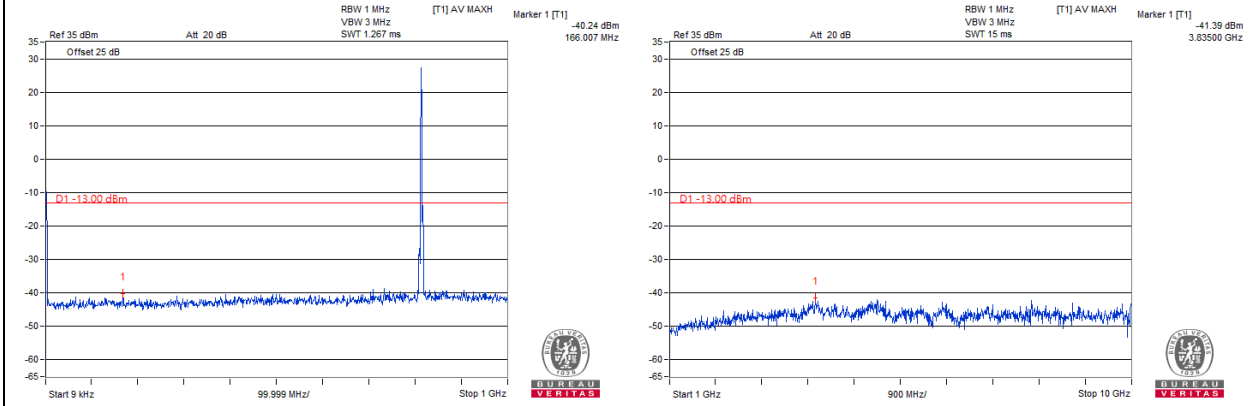 RBW 1 MHz [T1] AV MAXH Marker 1 [T1]
VBW 3 MHz -40.24 dBm
Ref 35 dBm Att 20 dB SWT 1.267 ms 166.007 MHz
35
Offset 25 dB
30
20
10
0
-10
D1 -13.00 dBm
-20
-30
1
-40
-50
-60
-65
Start 9 kHz 99.999 MHz/ Stop 1 GHz
BUREAU VERITAS
1828
BUREAU
VERITAS
RBW 1 MHz [T1] AV MAXH Marker 1 [T1]
VBW 3 MHz -41.39 dBm
Ref 35 dBm Att 20 dB SWT 15 ms 3.83500 GHz
35
Offset 25 dB
30
20
10
0
-10
D1 -13.00 dBm
-20
-30
1
-40
-50
-60
-65
Start 1 GHz 900 MHz/ Stop 10 GHz
BUREAU VERITAS
1828
BUREAU
VERITAS